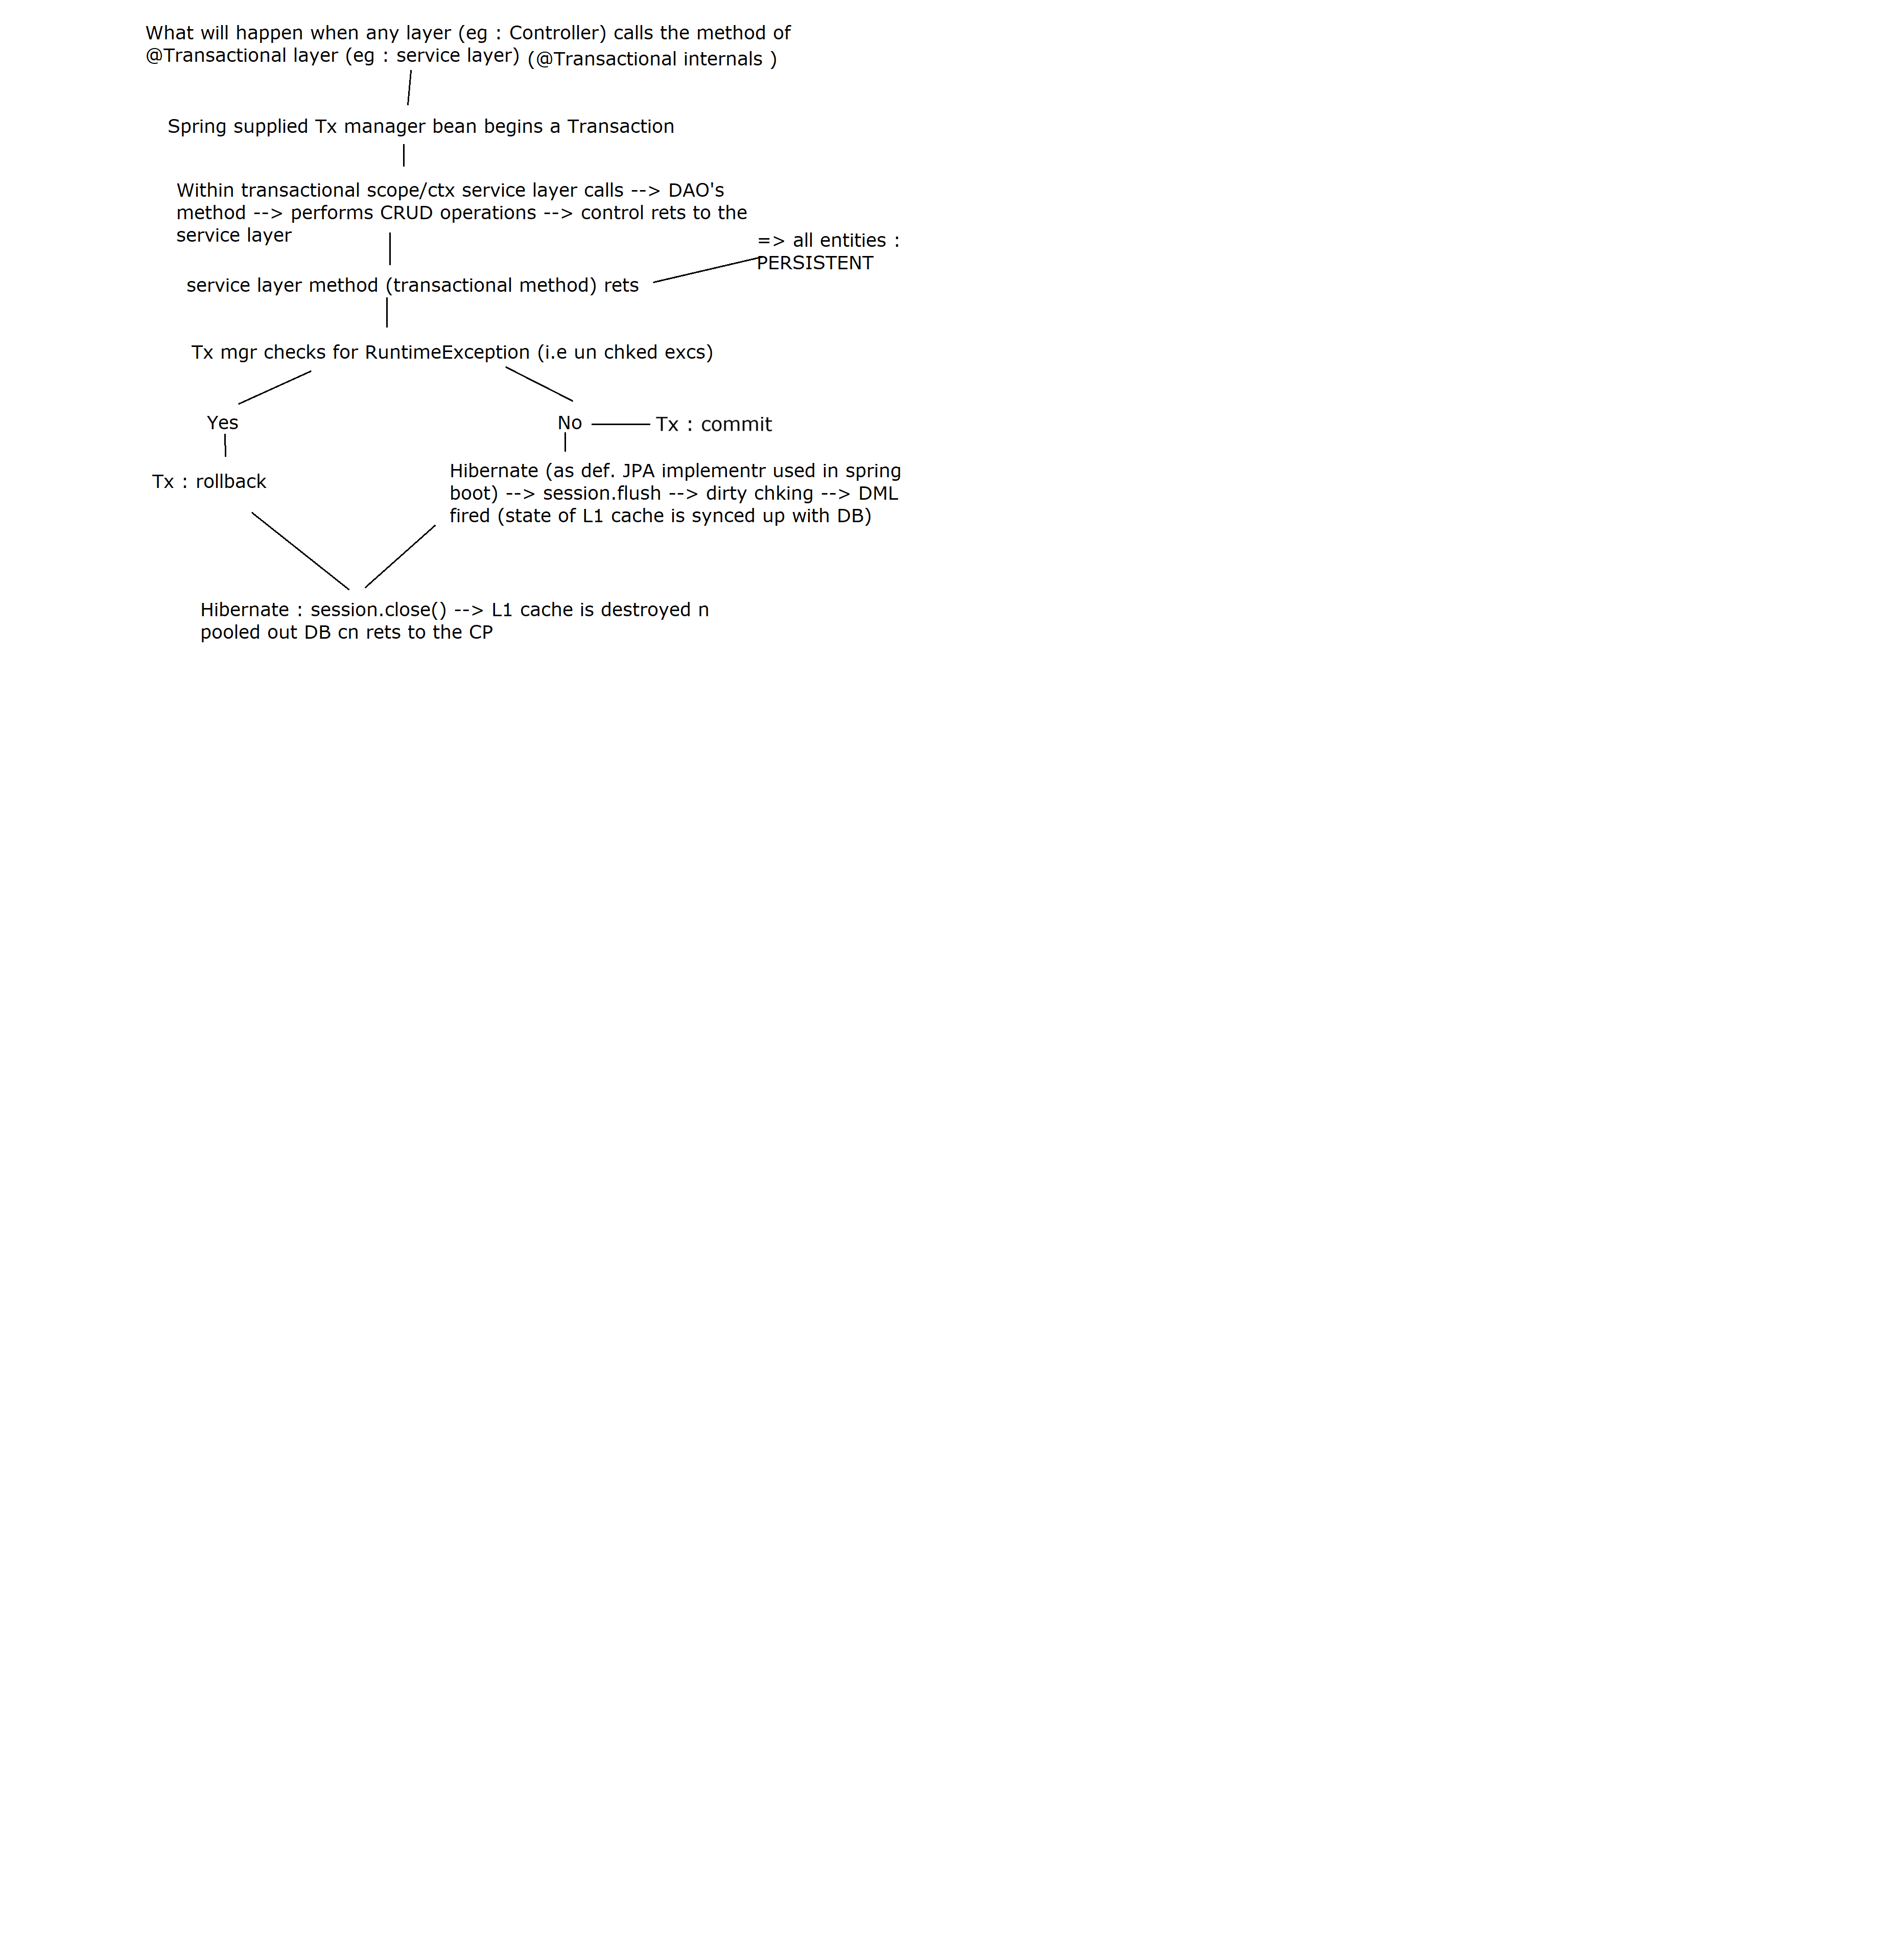 What will happen when any layer (eg : Controller) calls the method of
@Transactional layer (eg : service layer) (@Transactional internals )
Spring supplied Tx manager bean begins a Transaction
Within transactional scope/ctx service layer calls --> DAO's
method --> performs CRUD operations --> control rets to the
service layer
=> all entities :
PERSISTENT
service layer method (transactional method) rets
Tx mgr checks for RuntimeException (i.e un chked excs)
Yes
No
Tx : commit
Tx : rollback
Hibernate (as def. JPA implementr used in spring
boot) --> session.flush --> dirty chking --> DML
fired (state of L1 cache is synced up with DB)
Hibernate : session.close() --> L1 cache is destroyed n
pooled out DB cn rets to the CP